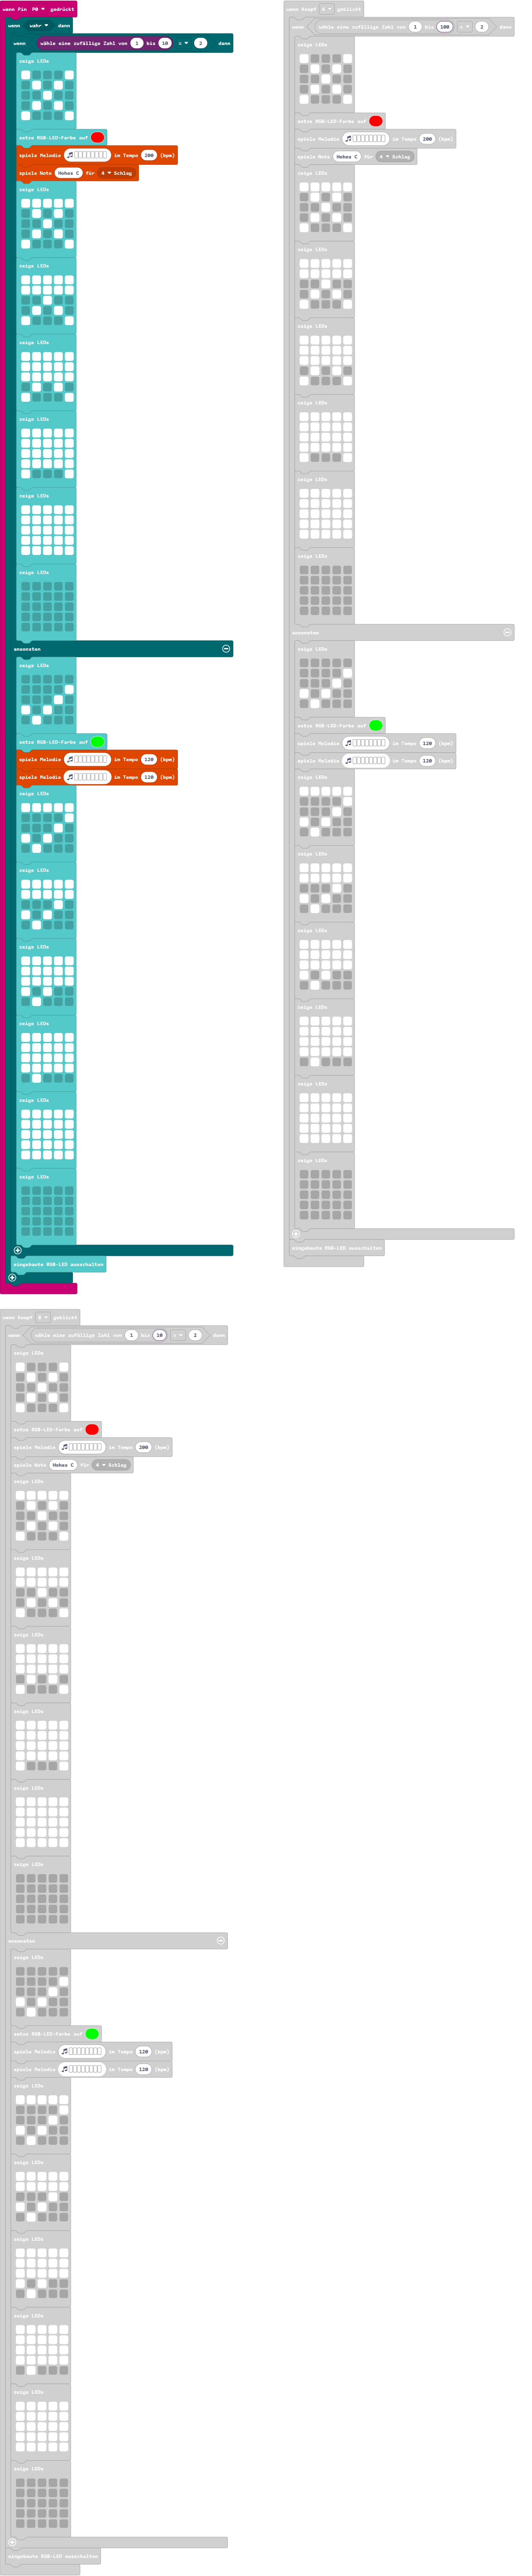 wenn Pin P0 gedrückt
wenn wahr dann
wenn wähle eine zufällige Zahl von 1 bis 10 = 2 dann
zeige LEDs
setze RGB-LED-Farbe auf
spiele Melodie im Tempo 200 (bpm)
spiele Note Hohes C für 4 Schlag
zeige LEDs
zeige LEDs
zeige LEDs
zeige LEDs
zeige LEDs
zeige LEDs
ansonsten
zeige LEDs
setze RGB-LED-Farbe auf
spiele Melodie im Tempo 120 (bpm)
spiele Melodie im Tempo 120 (bpm)
zeige LEDs
zeige LEDs
zeige LEDs
zeige LEDs
zeige LEDs
zeige LEDs
eingebaute RGB-LED ausschalten
wenn Knopf A geklickt
wenn wähle eine zufällige Zahl von 1 bis 100 = 2 dann
zeige LEDs
setze RGB-LED-Farbe auf
spiele Melodie im Tempo 200 (bpm)
spiele Note Hohes C für 4 Schlag
zeige LEDs
zeige LEDs
zeige LEDs
zeige LEDs
zeige LEDs
zeige LEDs
ansonsten
zeige LEDs
setze RGB-LED-Farbe auf
spiele Melodie im Tempo 120 (bpm)
spiele Melodie im Tempo 120 (bpm)
zeige LEDs
zeige LEDs
zeige LEDs
zeige LEDs
zeige LEDs
zeige LEDs
eingebaute RGB-LED ausschalten
wenn Knopf B geklickt
wenn wähle eine zufällige Zahl von 1 bis 10 = 2 dann
zeige LEDs
setze RGB-LED-Farbe auf
spiele Melodie im Tempo 200 (bpm)
spiele Note Hohes C für 4 Schlag
zeige LEDs
zeige LEDs
zeige LEDs
zeige LEDs
zeige LEDs
zeige LEDs
ansonsten
zeige LEDs
setze RGB-LED-Farbe auf
spiele Melodie im Tempo 120 (bpm)
spiele Melodie im Tempo 120 (bpm)
zeige LEDs
zeige LEDs
zeige LEDs
zeige LEDs
zeige LEDs
zeige LEDs
eingebaute RGB-LED ausschalten